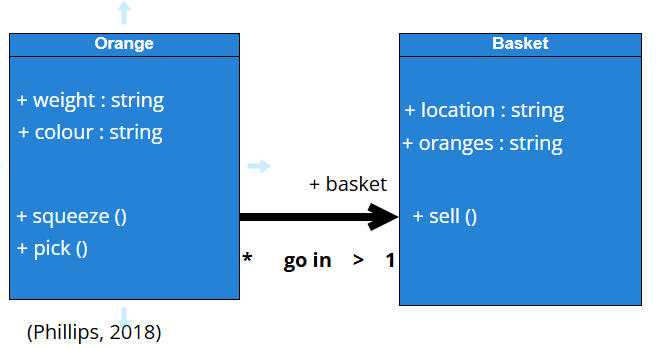 Orange
+ weight : string
+ colour : string
+ squeeze ()
+ pick ()
+ basket
* go in > 1
Basket
+ location : string
+ oranges : string
+ sell ()
(Phillips, 2018)